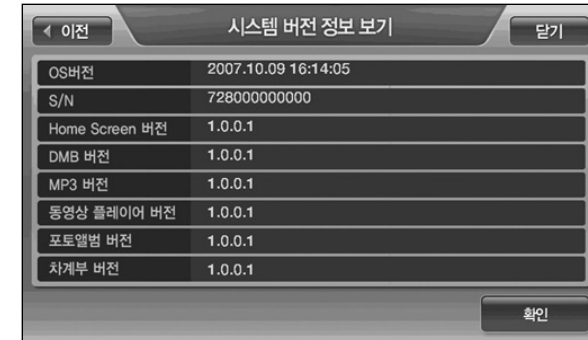 이전
시스템 버전 정보 보기
닫기
OS버전 2007.10.09 16:14:05
S/N 728000000000
Home Screen 버전 1.0.0.1
DMB 버전 1.0.0.1
MP3 버전 1.0.0.1
동영상 플레이어 버전 1.0.0.1
포토앨범 버전 1.0.0.1
차계부 버전 1.0.0.1
확인